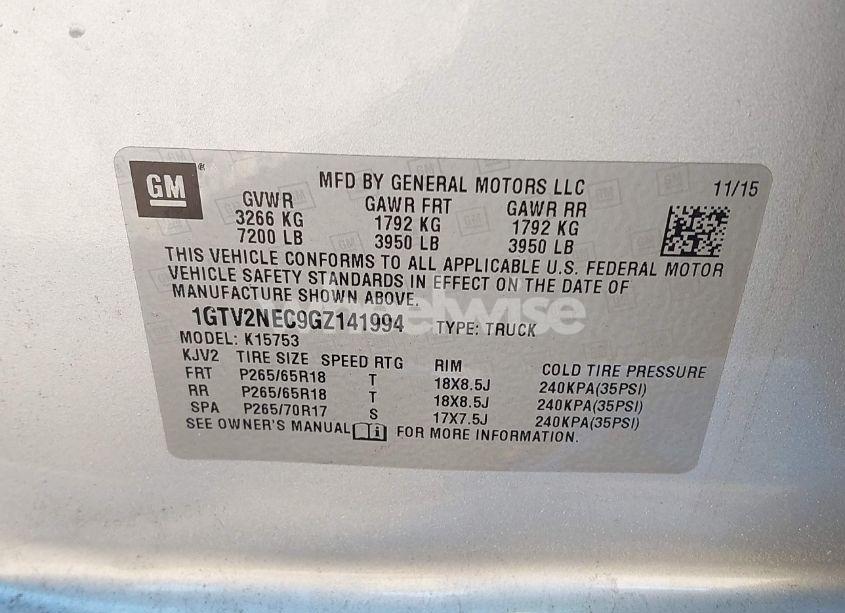 GM
MFD BY GENERAL MOTORS LLC 11/15
GVWR GAWR FRT GAWR RR
3266 KG 1792 KG 1792 KG
7200 LB 3950 LB 3950 LB
THIS VEHICLE CONFORMS TO ALL APPLICABLE U.S. FEDERAL MOTOR
VEHICLE SAFETY STANDARDS IN EFFECT ON THE DATE OF
MANUFACTURE SHOWN ABOVE.
1GTV2NEC9GZ141994 TYPE: TRUCK
MODEL: K15753
KJV2 TIRE SIZE SPEED RTG RIM COLD TIRE PRESSURE
FRT P265/65R18 T 18X8.5J 240KPA(35PSI)
RR P265/65R18 T 18X8.5J 240KPA(35PSI)
SPA P265/70R17 S 17X7.5J 240KPA(35PSI)
SEE OWNER'S MANUAL FOR MORE INFORMATION.